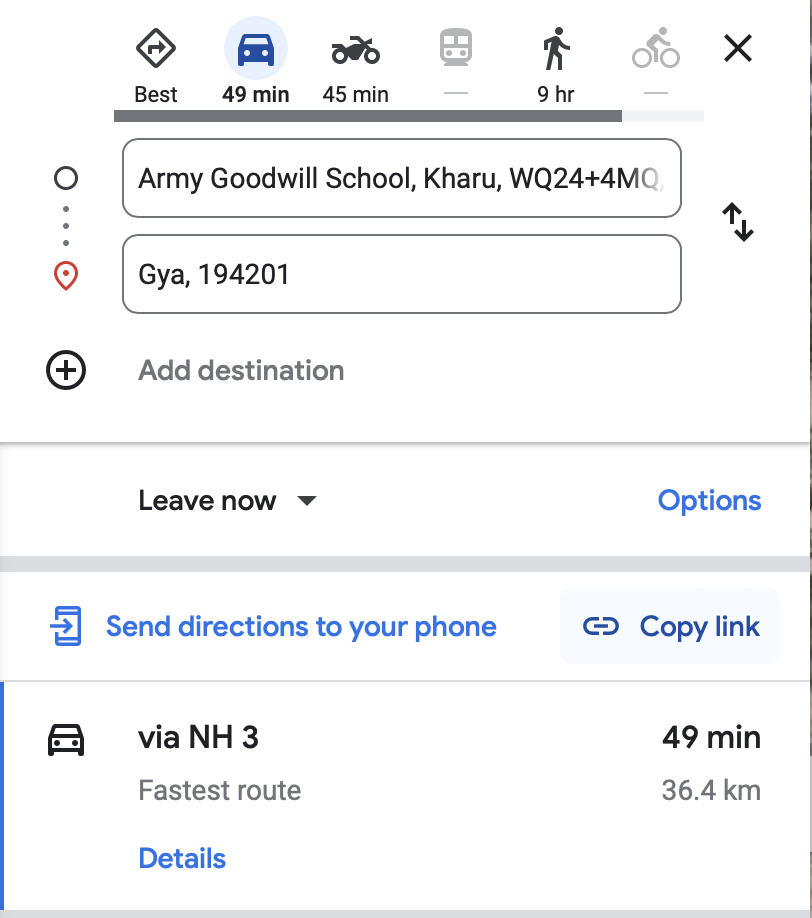 Best
49 min
45 min
—
9 hr
—
Army Goodwill School, Kharu, WQ24+4MQ,
Gya, 194201
Add destination
Leave now
Options
Send directions to your phone
Copy link
via NH 3
49 min
Fastest route
36.4 km
Details